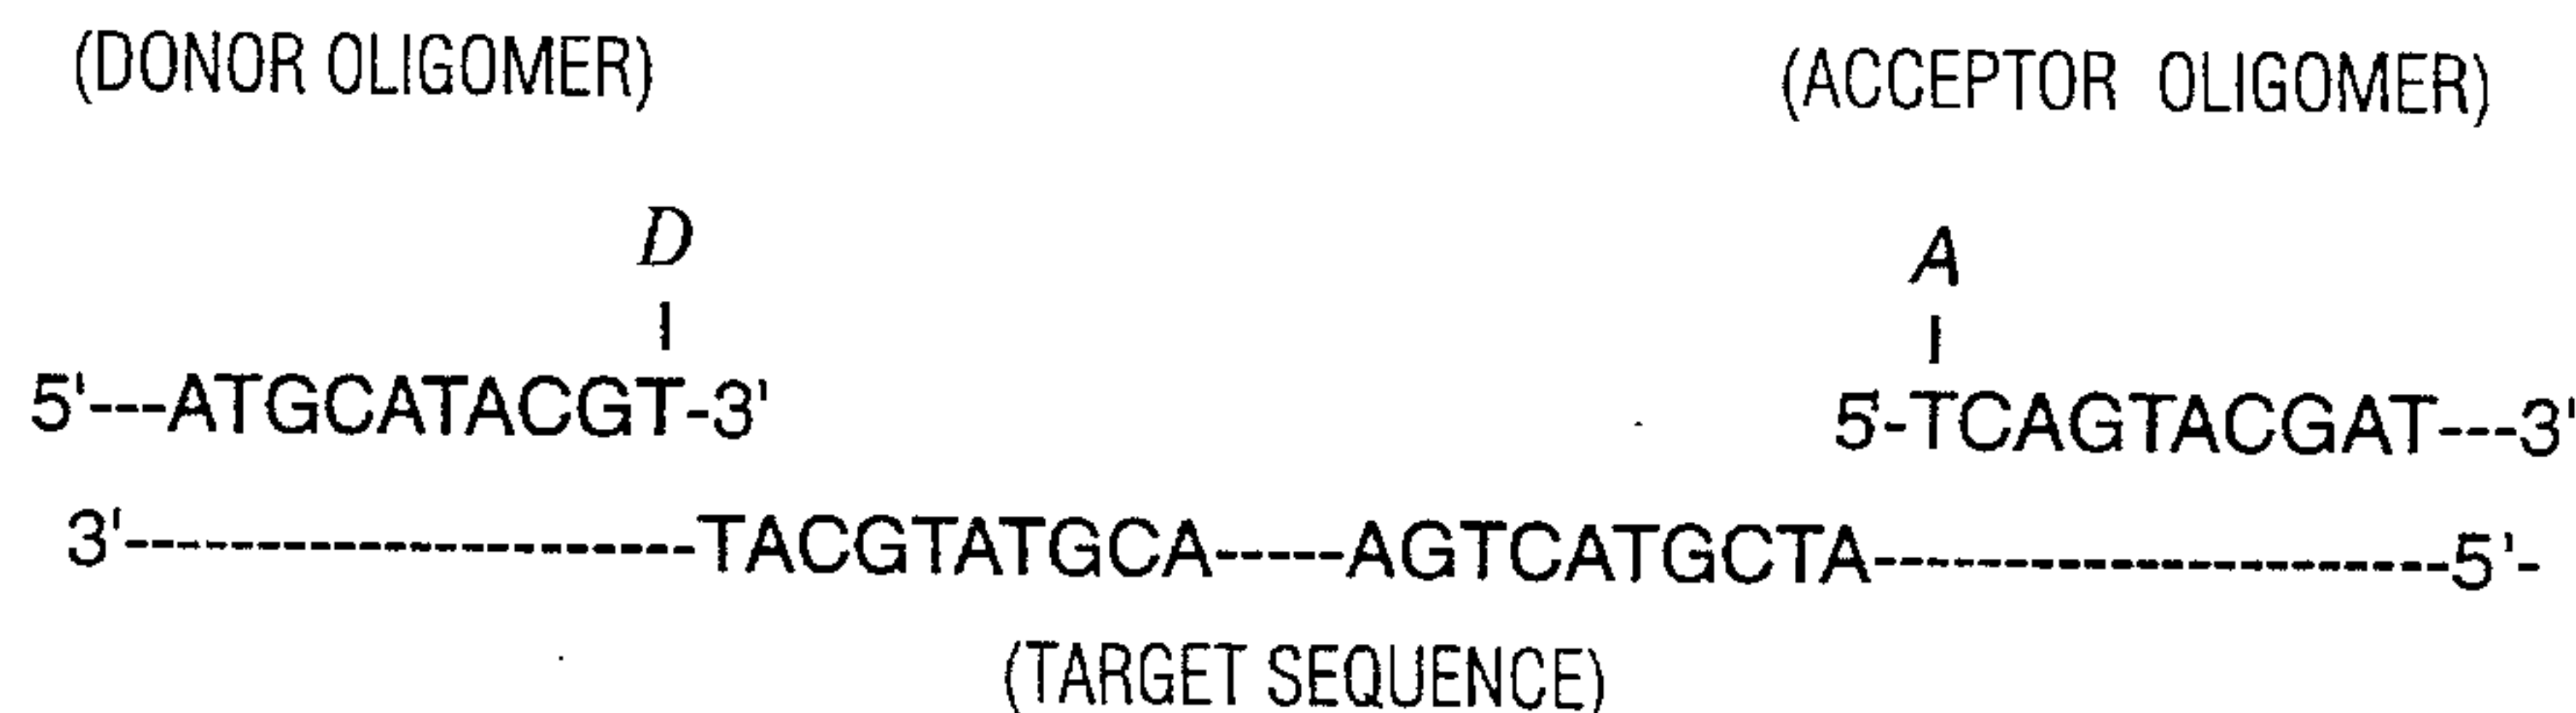 (DONOR OLIGOMER) (ACCEPTOR OLIGOMER)
D A
5'---ATGCATACGT-3' 5-TCAGTACGAT---3'
3'----------------------TACGTATGCA-----AGTCATGCTA----------------------5'-
(TARGET SEQUENCE)